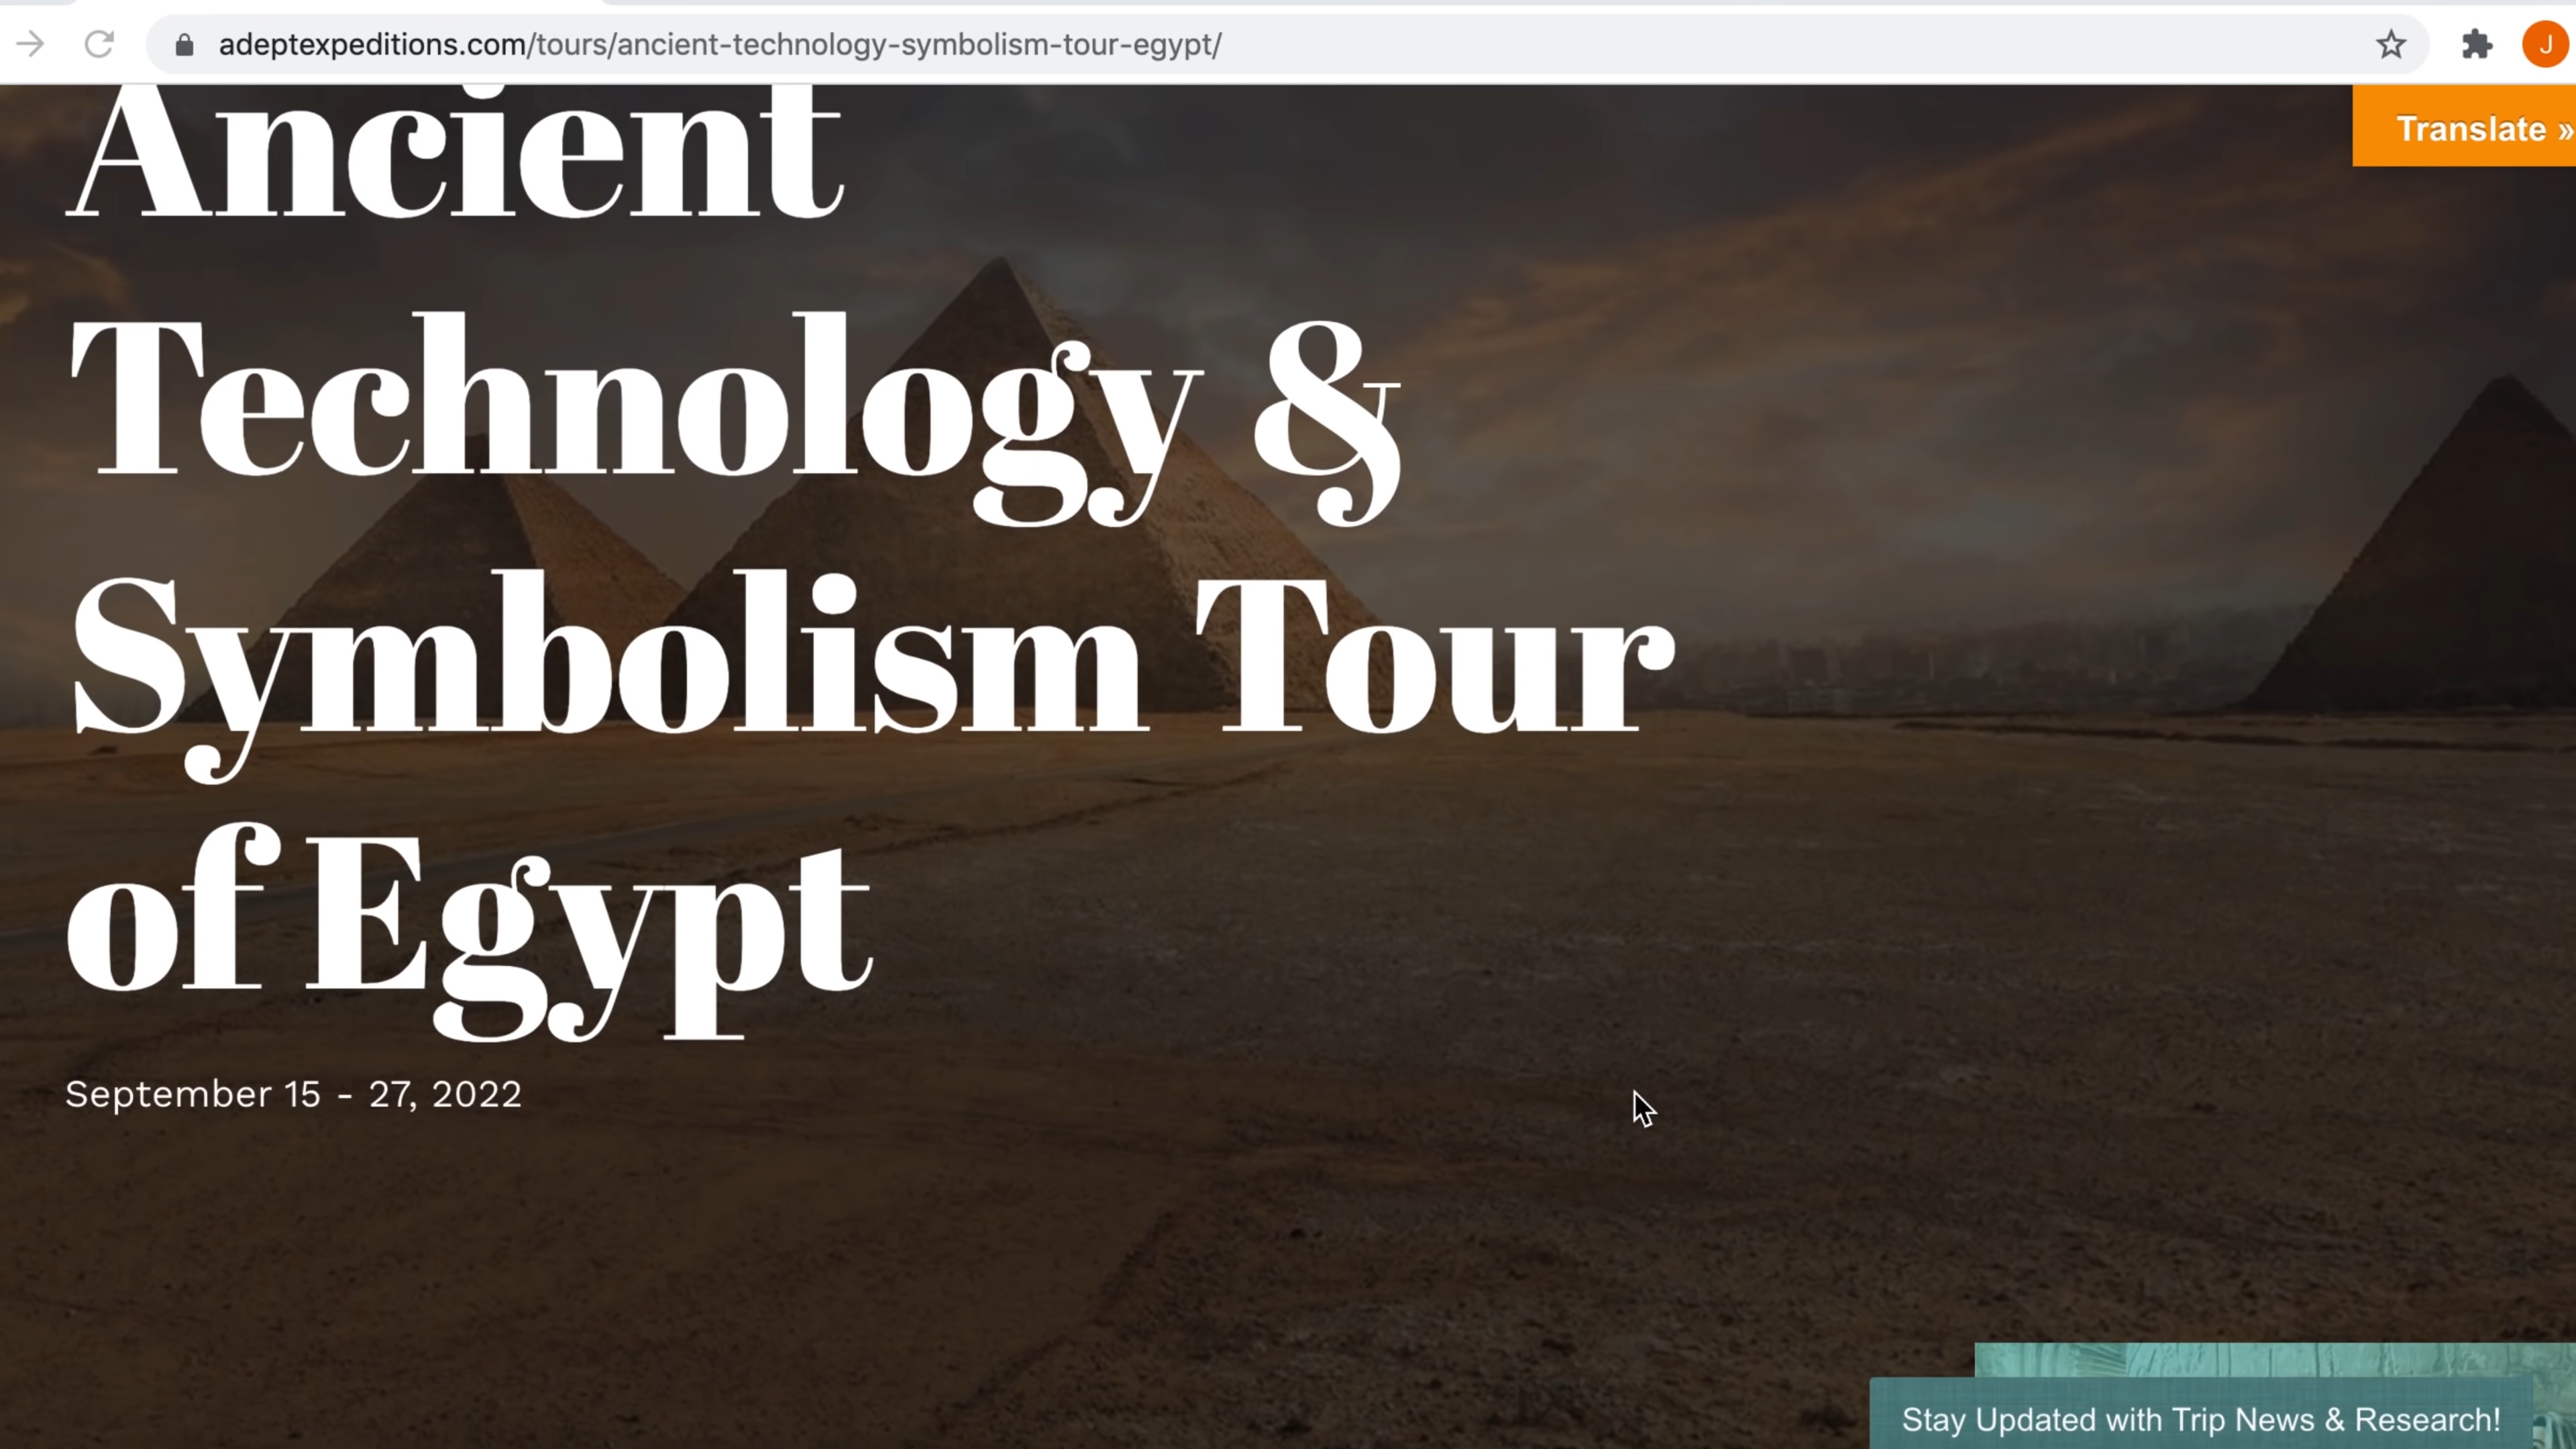 adeptexpeditions.com/tours/ancient-technology-symbolism-tour-egypt/
J
Translate »
Ancient
Technology &
Symbolism Tour
of Egypt
September 15 - 27, 2022
Stay Updated with Trip News & Research!